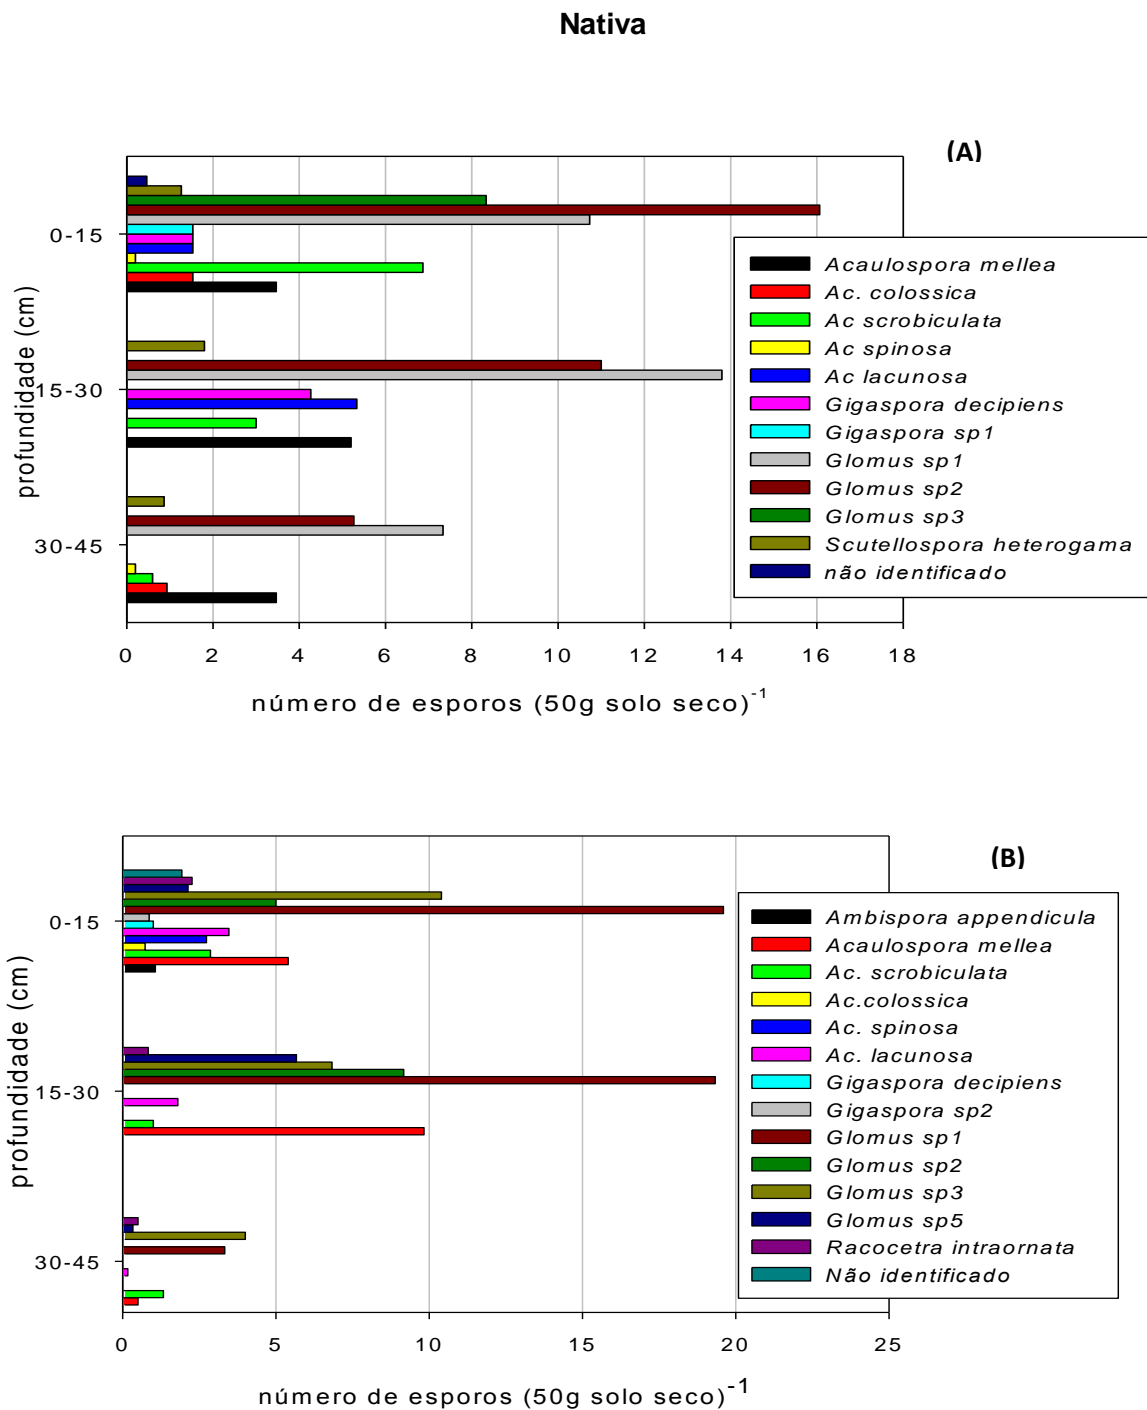 Nativa
(A)
0-15
15-30
30-45
profundidade (cm)
Acaulospora mellea
Ac. colossica
Ac scrobiculata
Ac spinosa
Ac lacunosa
Gigaspora decipiens
Gigaspora sp1
Glomus sp1
Glomus sp2
Glomus sp3
Scutellospora heterogama
não identificado
0 2 4 6 8 10 12 14 16 18
número de esporos (50g solo seco)-1
(B)
0-15
15-30
30-45
profundidade (cm)
Ambispora appendicula
Acaulospora mellea
Ac. scrobiculata
Ac.colossica
Ac. spinosa
Ac. lacunosa
Gigaspora decipiens
Gigaspora sp2
Glomus sp1
Glomus sp2
Glomus sp3
Glomus sp5
Racocetra intraornata
Não identificado
0 5 10 15 20 25
número de esporos (50g solo seco)-1